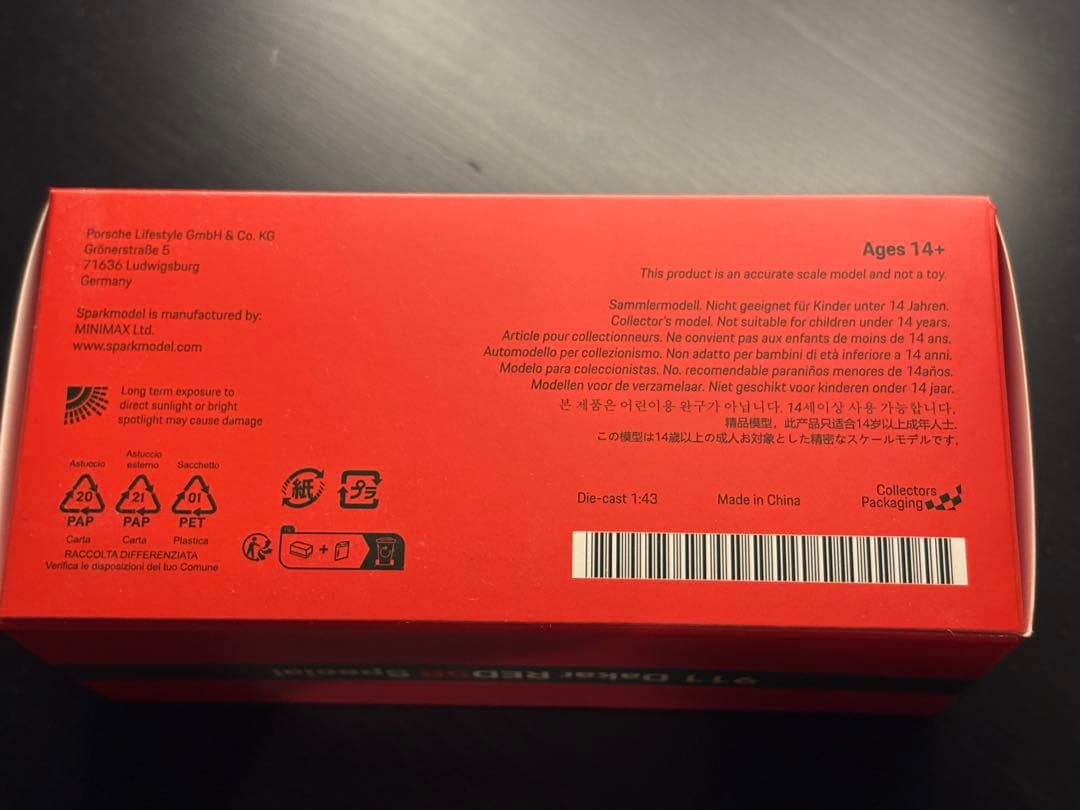 Porsche Lifestyle GmbH & Co. KG
Grönerstraße 5
71636 Ludwigsburg
Germany
Sparkmodel is manufactured by:
MINIMAX Ltd.
www.sparkmodel.com
Long term exposure to
direct sunlight or bright
spotlight may cause damage
Astuccio
Astuccio esterno
Sacchetto
20
21
01
PAP
PAP
PET
Carta
Carta
Plastica
RACCOLTA DIFFERENZIATA
Verifica le disposizioni del tuo Comune
紙
プラ
+
Ages 14+
This product is an accurate scale model and not a toy.
Sammlermodell. Nicht geeignet für Kinder unter 14 Jahren.
Collector's model. Not suitable for children under 14 years.
Article pour collectionneurs. Ne convient pas aux enfants de moins de 14 ans.
Automodello per collezionismo. Non adatto per bambini di età inferiore a 14 anni.
Modelo para coleccionistas. No. recomendable paraniños menores de 14años.
Modellen voor de verzamelaar. Niet geschikt voor kinderen onder 14 jaar.
본 제품은 어린이용 완구가 아닙니다. 14세이상 사용 가능합니다.
精品模型，此产品只适合14岁以上成年人士.
この模型は14歳以上の成人お対象とした精密なスケールモデルです.
Die-cast 1:43
Made in China
Collectors
Packaging
911 Dakar RED58 Special